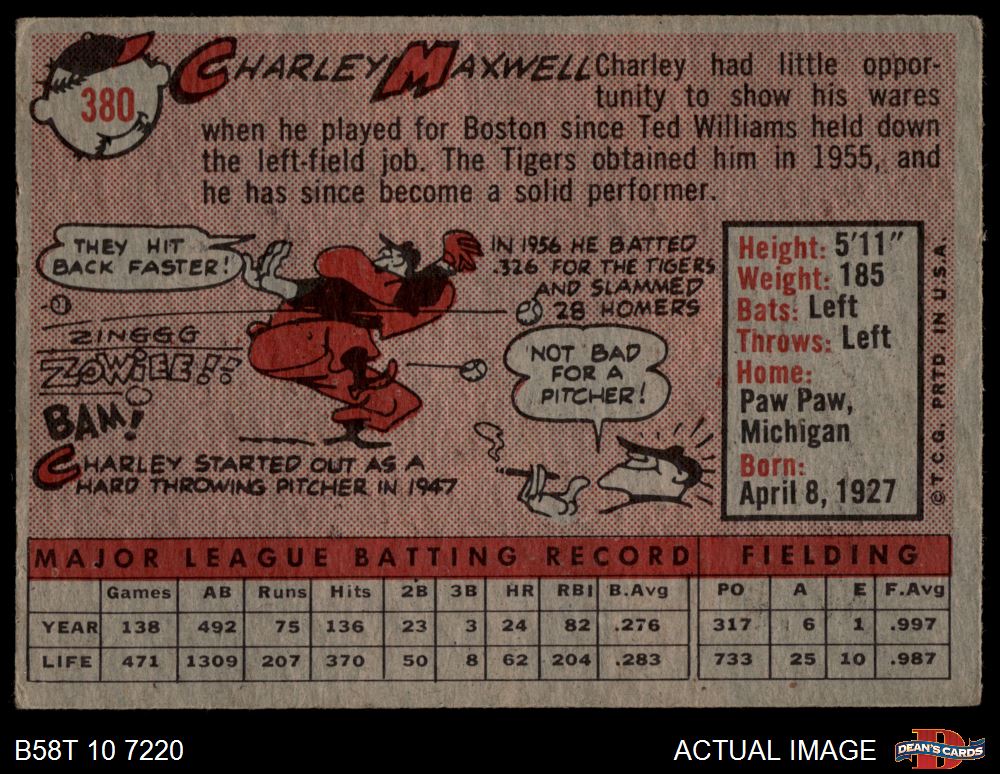 380
CHARLEY MAXWELL
Charley had little oppor-
tunity to show his wares
when he played for Boston since Ted Williams held down
the left-field job. The Tigers obtained him in 1955, and
he has since become a solid performer.
THEY HIT
BACK FASTER!
ZINGGG
ZOWIEE!!
BAM!
CHARLEY STARTED OUT AS A
HARD THROWING PITCHER IN 1947
IN 1956 HE BATTED
.326 FOR THE TIGERS
AND SLAMMED
28 HOMERS
NOT BAD
FOR A
PITCHER!
Height: 5'11"
Weight: 185
Bats: Left
Throws: Left
Home:
Paw Paw,
Michigan
Born:
April 8, 1927
© T.C.G. PRTD. IN U.S.A.
MAJOR LEAGUE BATTING RECORD FIELDING
Games AB Runs Hits 2B 3B HR RBI B.Avg PO A E F.Avg
YEAR 138 492 75 136 23 3 24 82 .276 317 6 1 .997
LIFE 471 1309 207 370 50 8 62 204 .283 733 25 10 .987
B58T 10 7220
ACTUAL IMAGE
DEAN'S CARDS